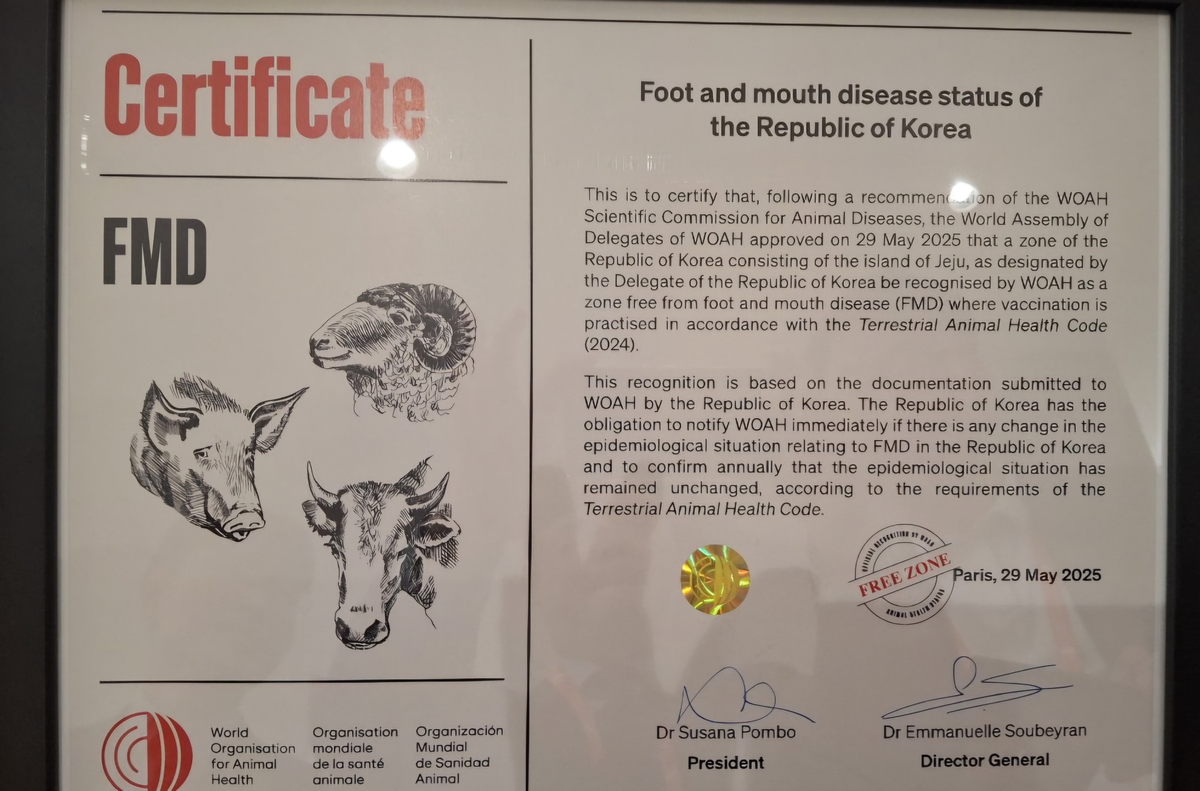 Certificate
FMD
World
Organisation
for Animal
Health
Organisation
mondiale
de la santé
animale
Organización
Mundial
de Sanidad
Animal
Foot and mouth disease status of
the Republic of Korea
This is to certify that, following a recommendation of the WOAH
Scientific Commission for Animal Diseases, the World Assembly of
Delegates of WOAH approved on 29 May 2025 that a zone of the
Republic of Korea consisting of the island of Jeju, as designated by
the Delegate of the Republic of Korea be recognised by WOAH as a
zone free from foot and mouth disease (FMD) where vaccination is
practised in accordance with the Terrestrial Animal Health Code
(2024).
This recognition is based on the documentation submitted to
WOAH by the Republic of Korea. The Republic of Korea has the
obligation to notify WOAH immediately if there is any change in the
epidemiological situation relating to FMD in the Republic of Korea
and to confirm annually that the epidemiological situation has
remained unchanged, according to the requirements of the
Terrestrial Animal Health Code.
OFFICIAL RECOGNITION BY WOAH
FREE ZONE
ANIMAL HEALTH STATUS
Paris, 29 May 2025
Dr Susana Pombo
President
Dr Emmanuelle Soubeyran
Director General